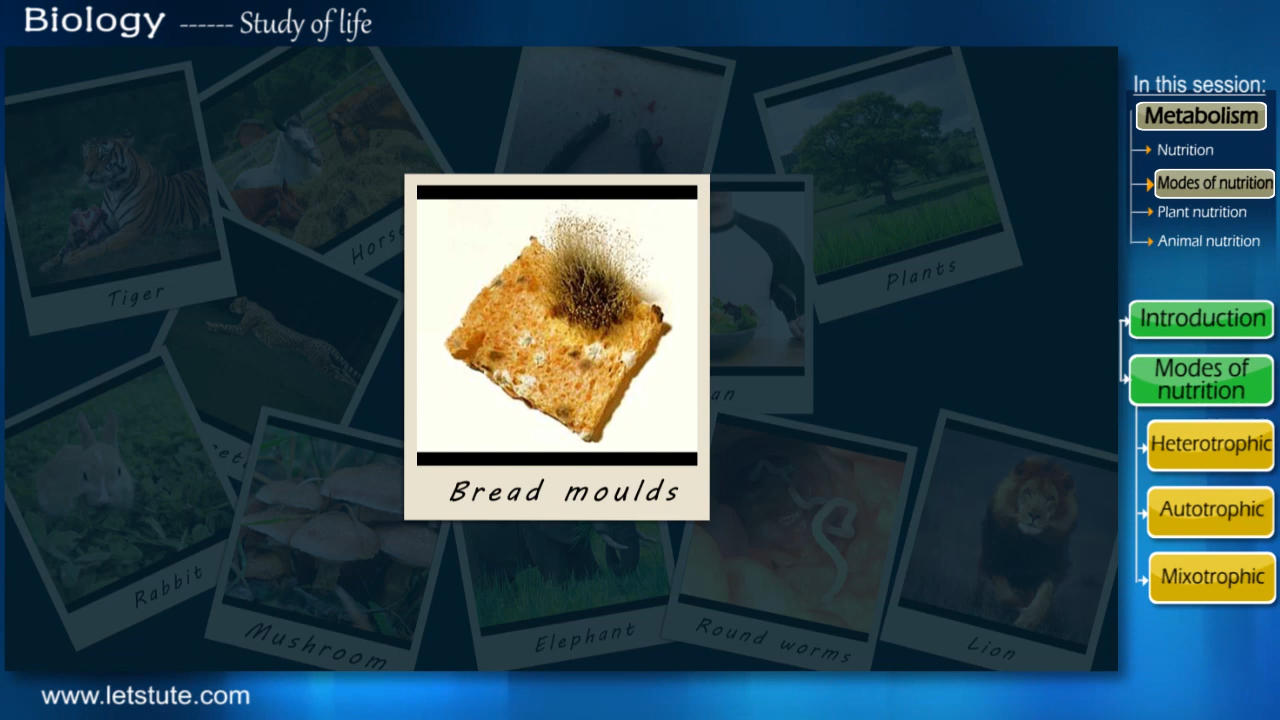 Biology ------ Study of life
In this session:
Metabolism
Nutrition
Modes of nutrition
Plant nutrition
Animal nutrition
Introduction
Modes of
nutrition
Heterotrophic
Autotrophic
Mixotrophic
Tiger
Horse
Plants
Bread moulds
Rabbit
Mushroom
Elephant
Round worms
Lion
www.letstute.com